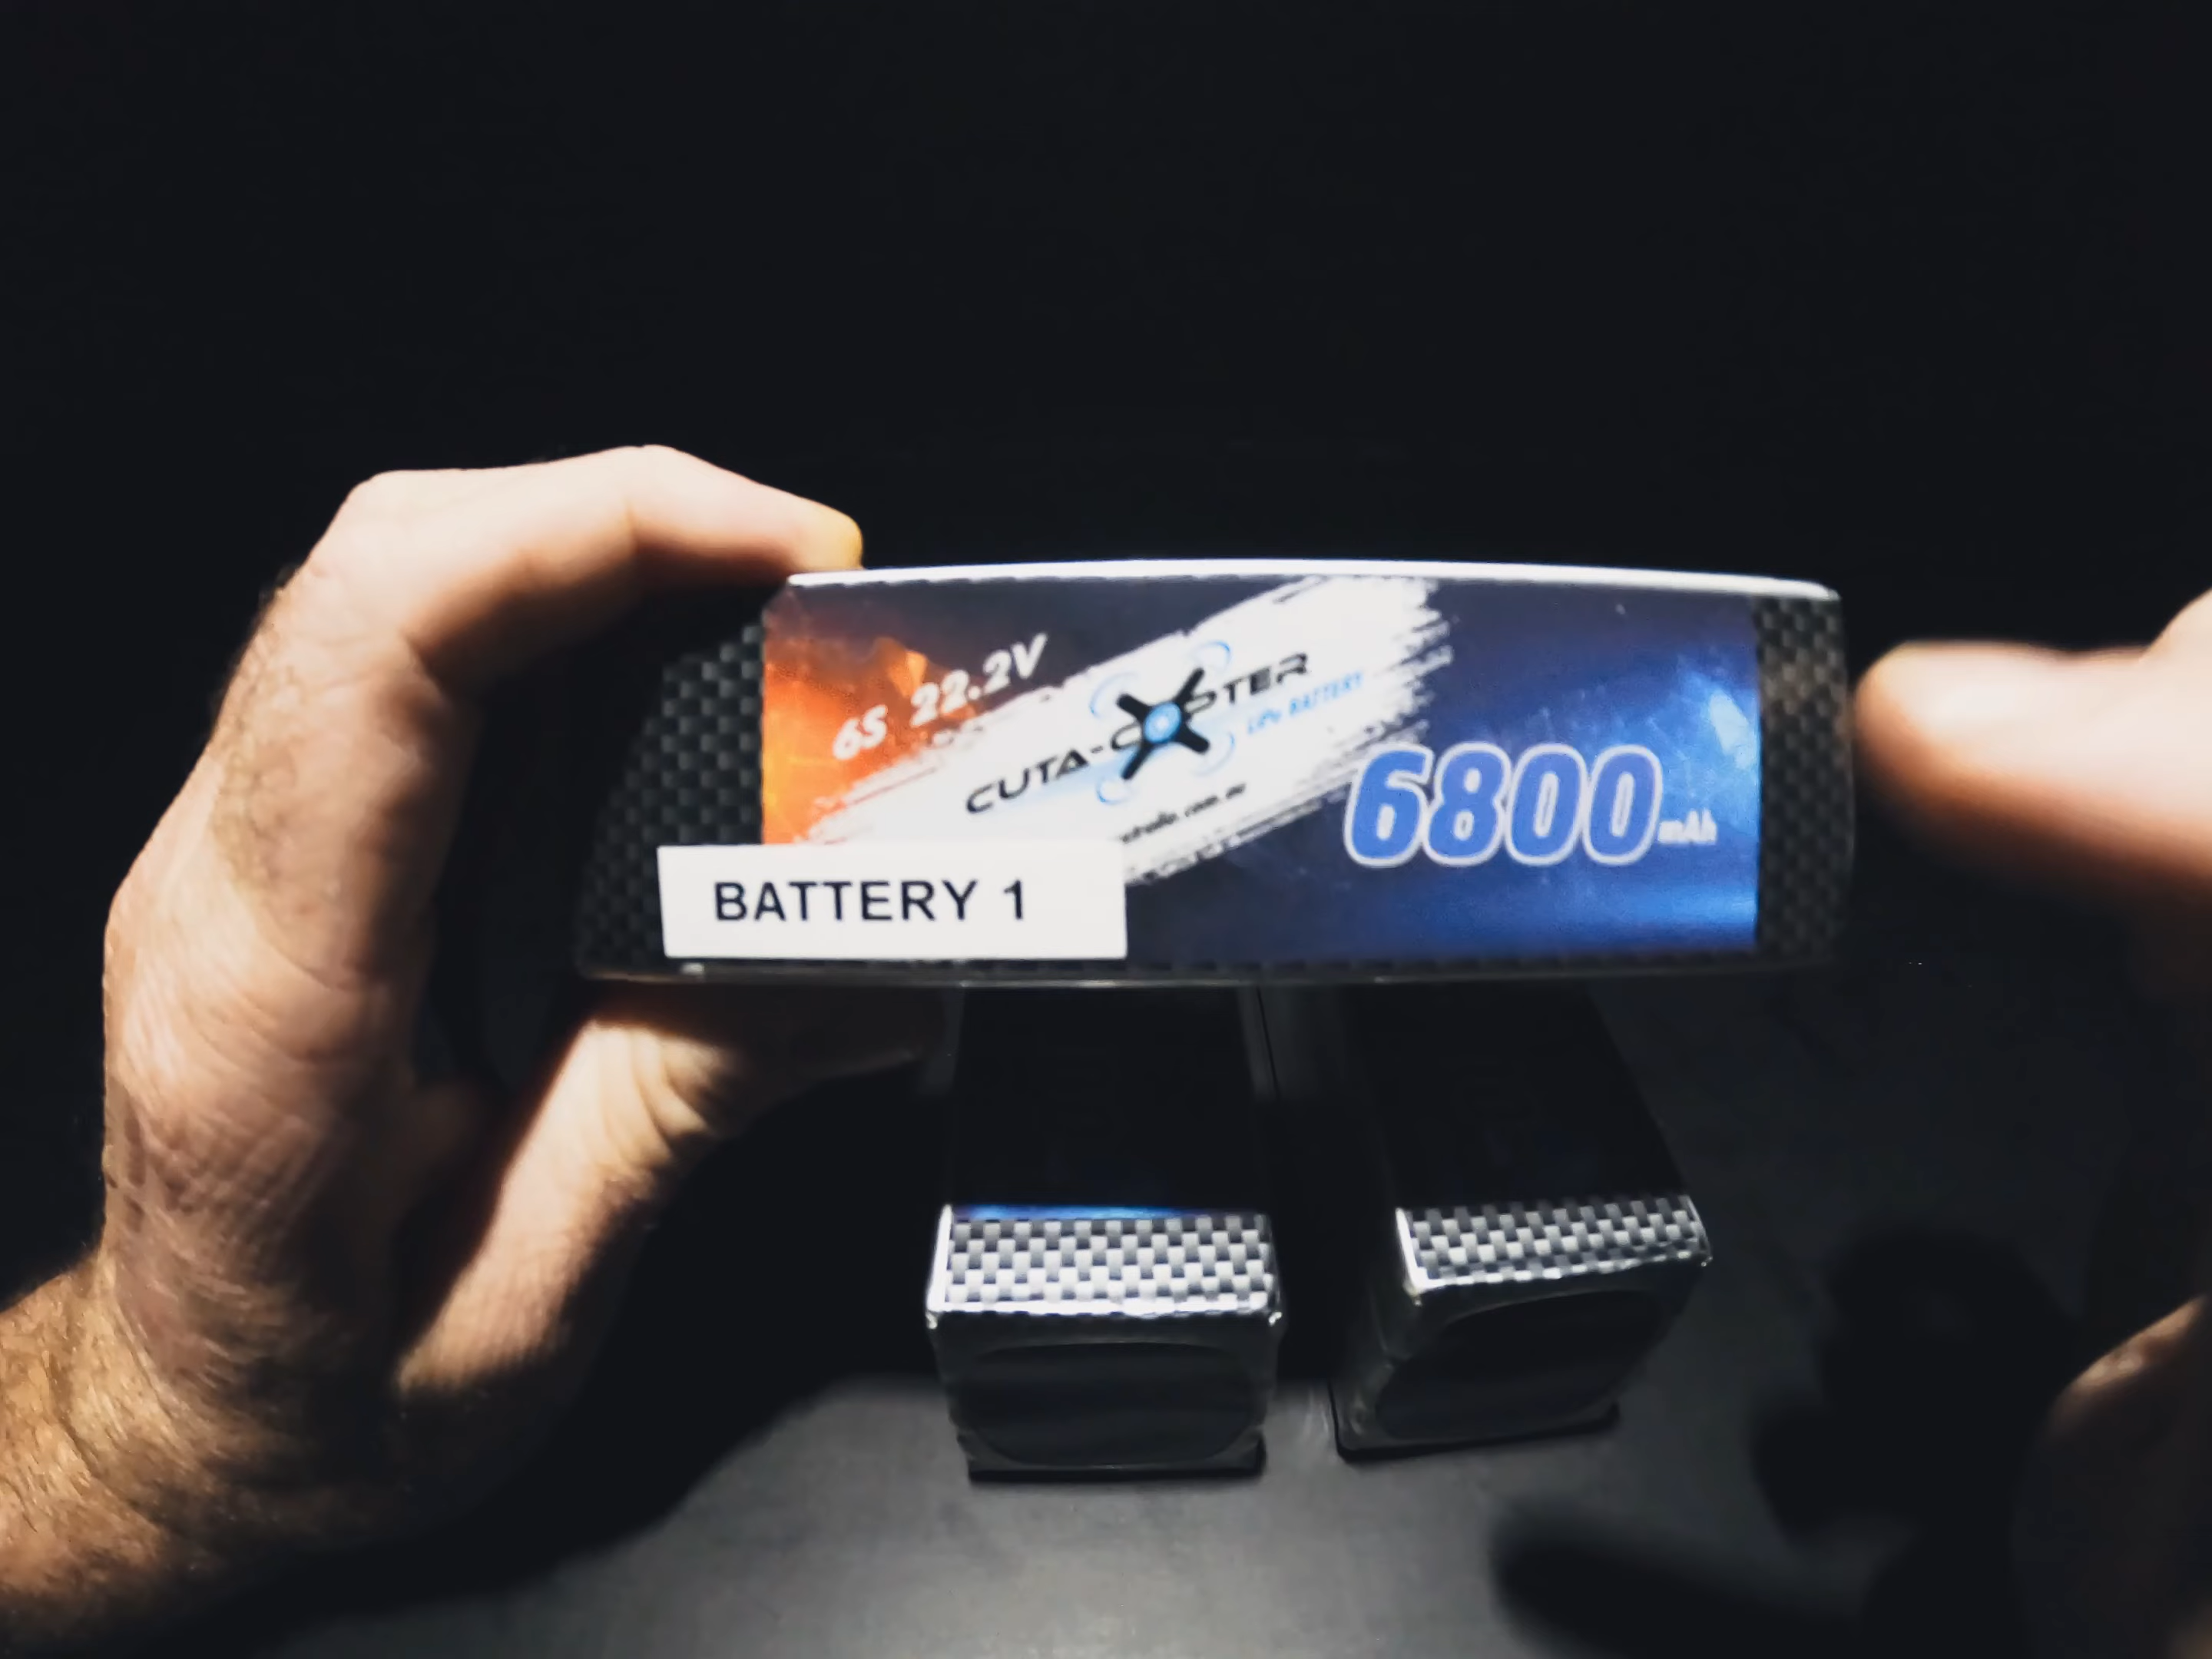 6S 22.2V
CUTA-COPTER
LiPo BATTERY
6800mAh
BATTERY 1